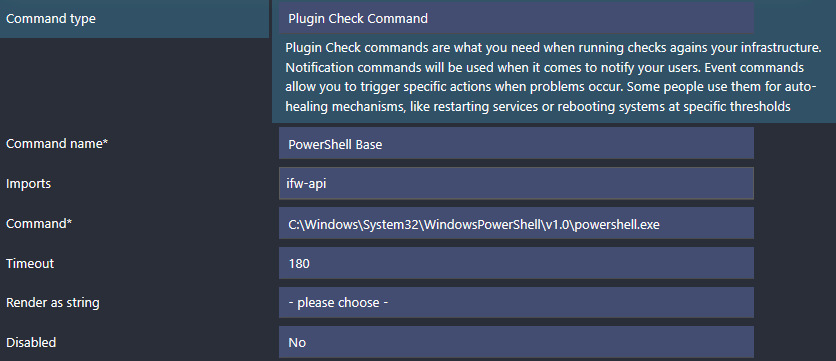 Command type Plugin Check Command
Plugin Check commands are what you need when running checks agains your infrastructure.
Notification commands will be used when it comes to notify your users. Event commands
allow you to trigger specific actions when problems occur. Some people use them for auto-
healing mechanisms, like restarting services or rebooting systems at specific thresholds
Command name* PowerShell Base
Imports ifw-api
Command* C:\Windows\System32\WindowsPowerShell\v1.0\powershell.exe
Timeout 180
Render as string - please choose -
Disabled No